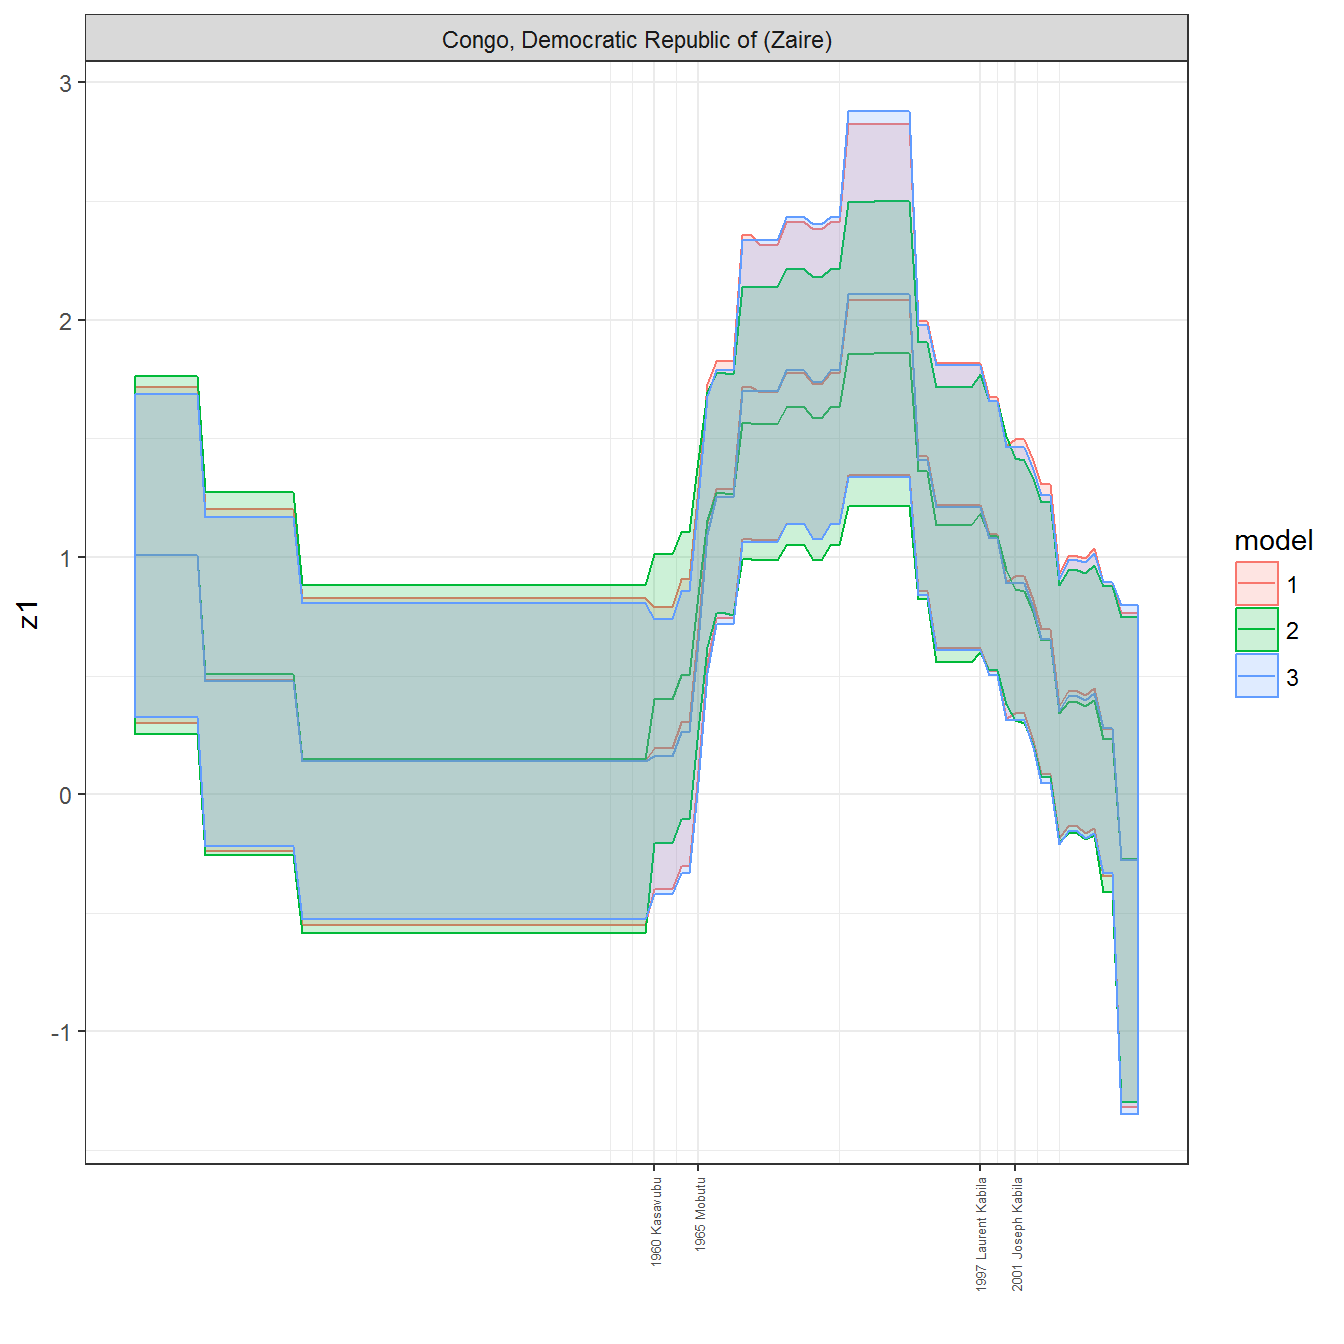 Congo, Democratic Republic of (Zaire)
3
2
1
0
-1
z1
1960 Kasavubu
1965 Mobutu
1997 Laurent Kabila
2001 Joseph Kabila
model
1
2
3